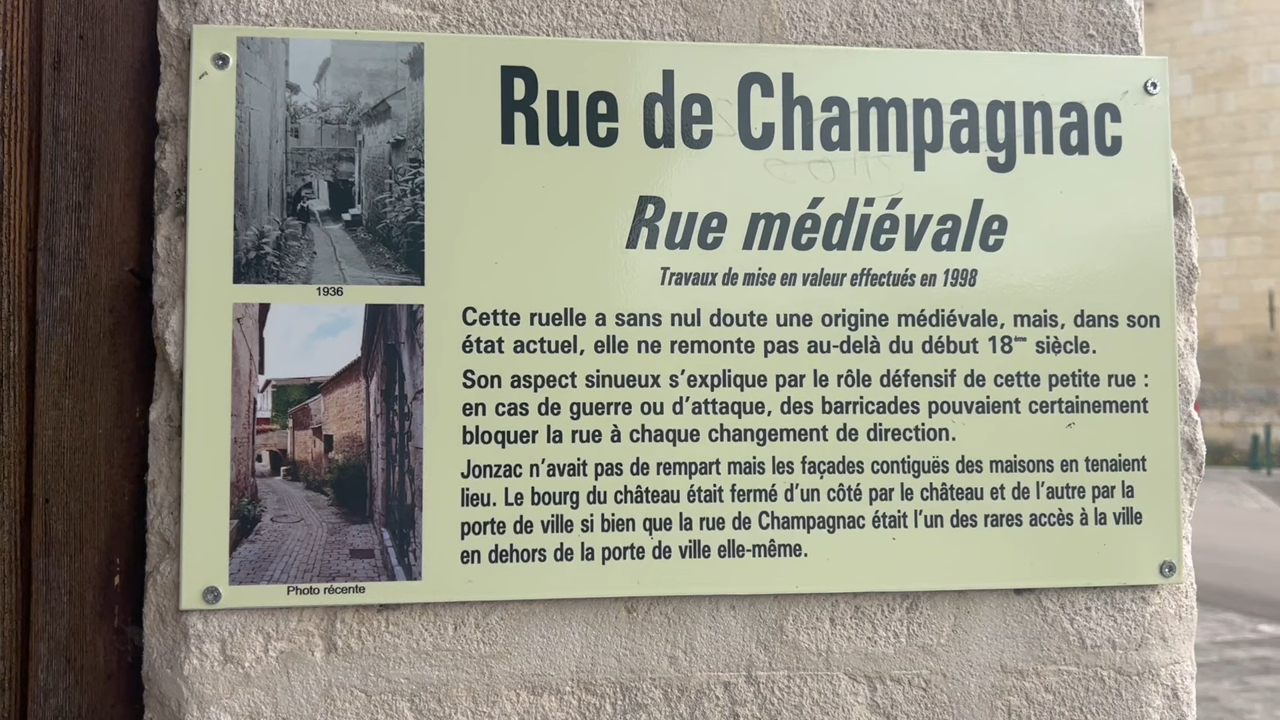 Rue de Champagnac
Rue médiévale
Travaux de mise en valeur effectués en 1998
1936
Cette ruelle a sans nul doute une origine médiévale, mais, dans son
état actuel, elle ne remonte pas au-delà du début 18ème siècle.
Son aspect sinueux s'explique par le rôle défensif de cette petite rue :
en cas de guerre ou d'attaque, des barricades pouvaient certainement
bloquer la rue à chaque changement de direction.
Jonzac n'avait pas de rempart mais les façades contiguës des maisons en tenaient
lieu. Le bourg du château était fermé d'un côté par le château et de l'autre par la
porte de ville si bien que la rue de Champagnac était l'un des rares accès à la ville
en dehors de la porte de ville elle-même.
Photo récente